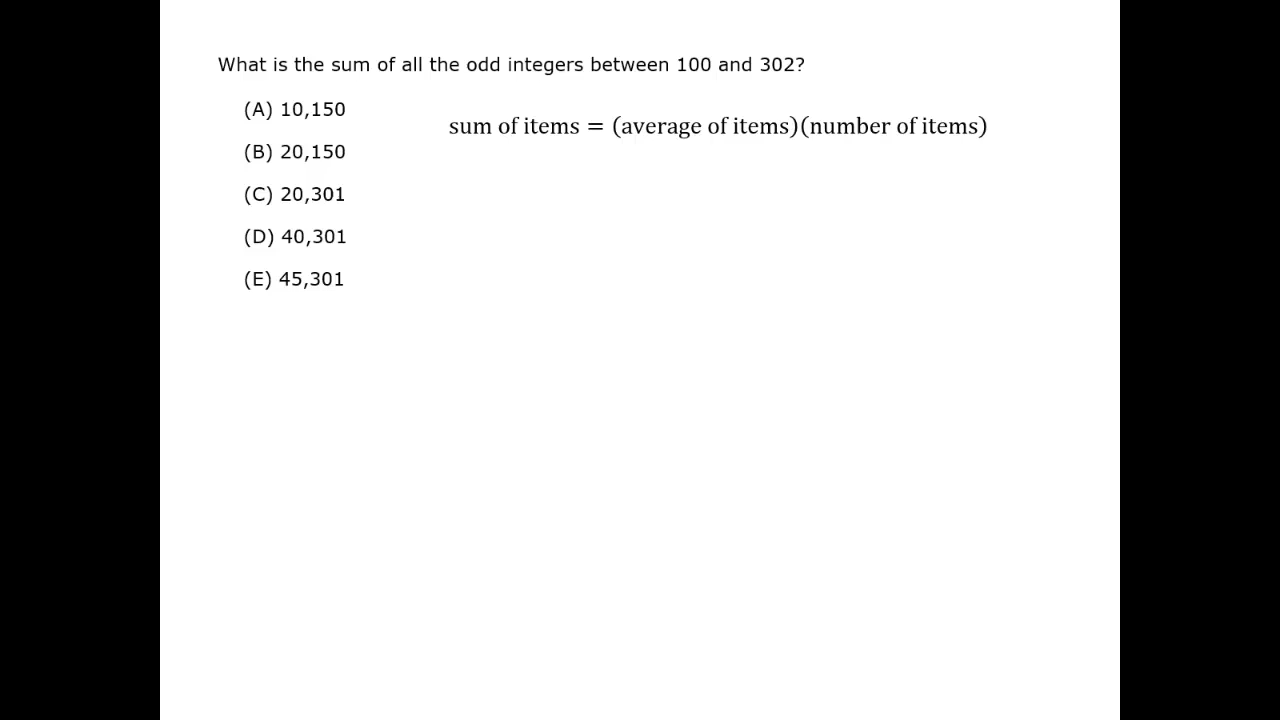 What is the sum of all the odd integers between 100 and 302?
(A) 10,150
sum of items = (average of items)(number of items)
(B) 20,150
(C) 20,301
(D) 40,301
(E) 45,301